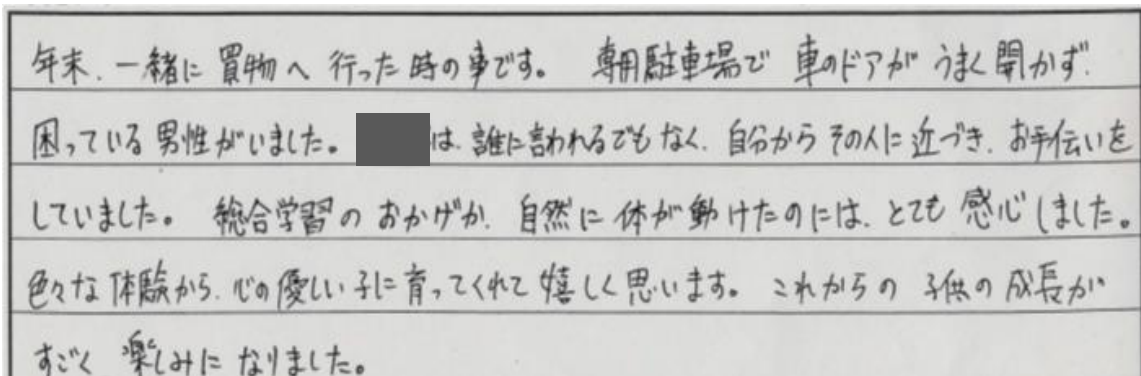 年末、一緒に買物へ行った時の事です。 専用駐車場で車のドアがうまく開かず、
困っている男性がいました。 は、誰に言われるでもなく、自分からその人に近づき、お手伝いを
していました。 総合学習のおかげか、自然に体が動けたのには、とても感心しました。
色々な体験から、心の優しい子に育ってくれて嬉しく思います。 これからの子供の成長が
すごく楽しみになりました。